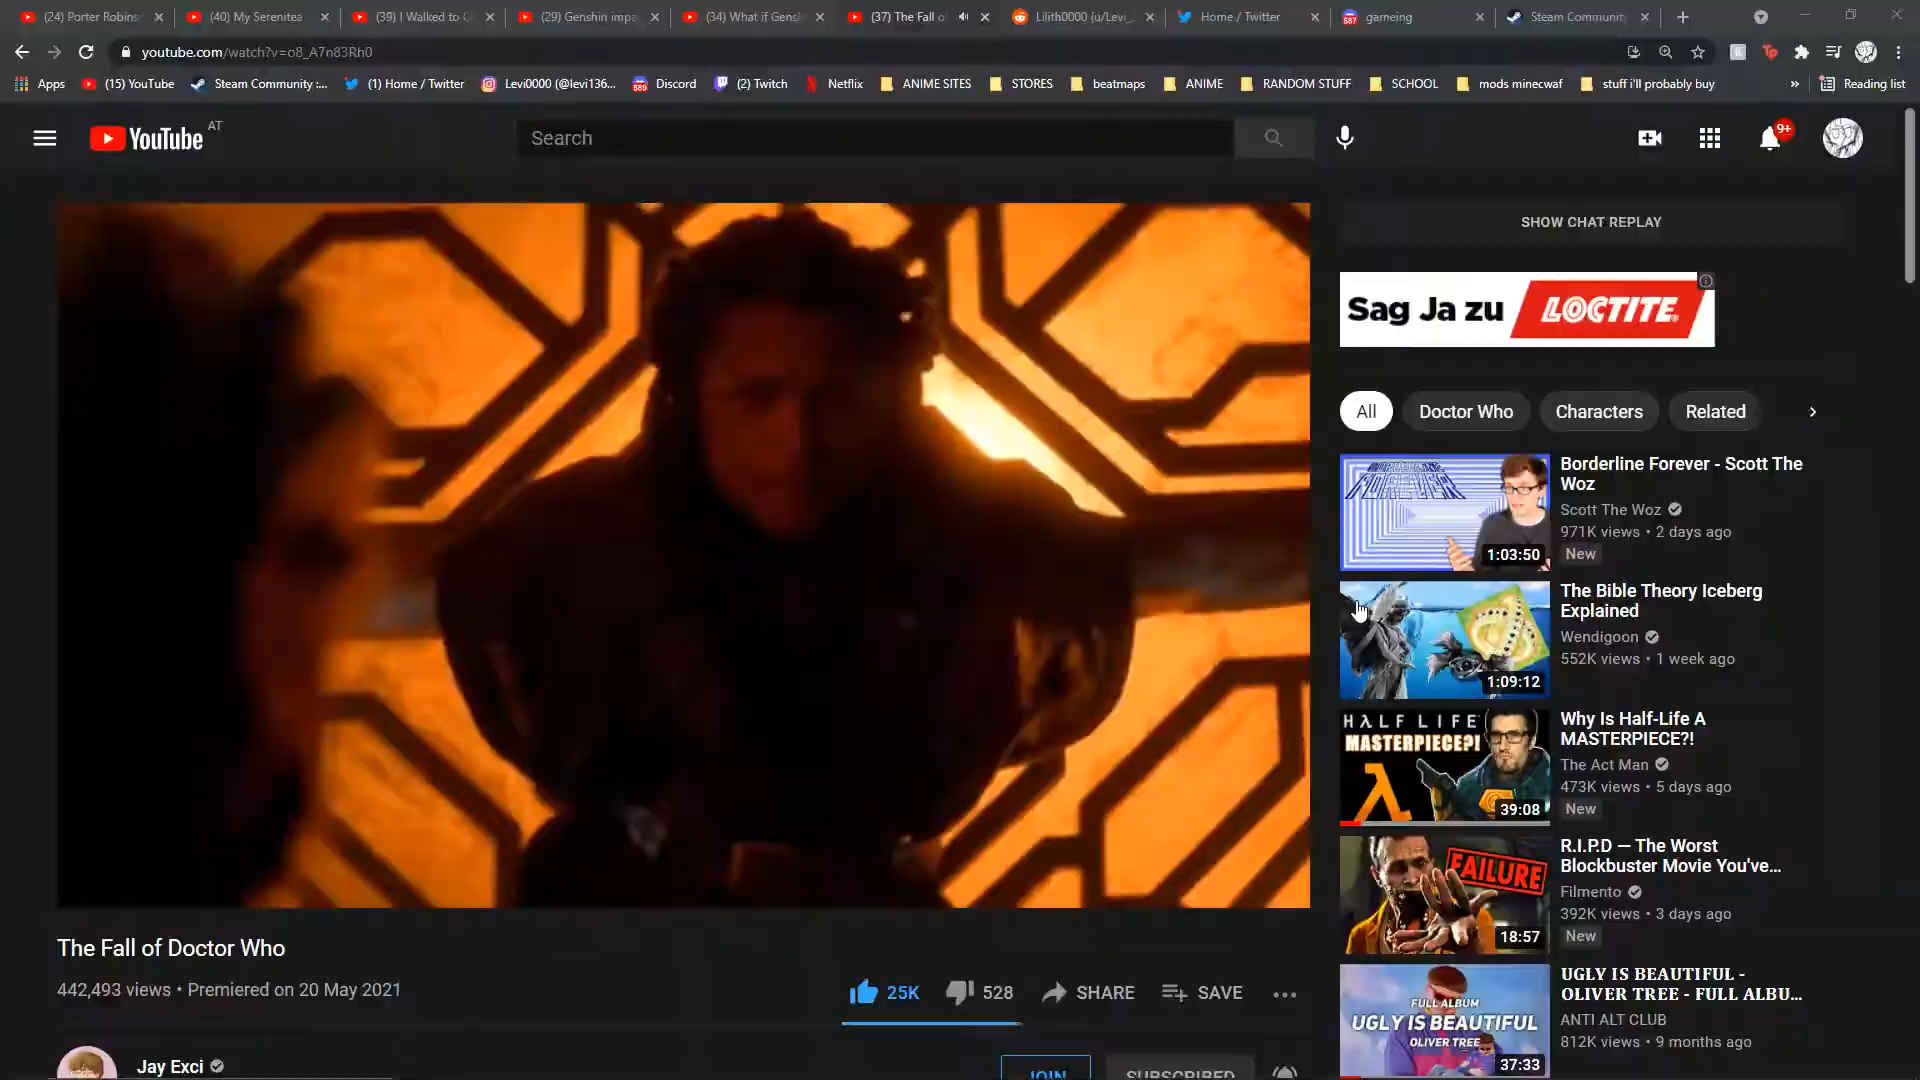 (24) Porter Robins
(40) My Serenitea
(39) I Walked to
(29) Genshin impa
(34) What if Gensh
(37) The Fall o
Lilith0000 (u/Levi_
Home / Twitter
gameing
Steam Communit
youtube.com/watch?v=o8_A7n83Rh0
Apps
(15) YouTube
Steam Community :...
(1) Home / Twitter
Levi0000 (@levi136...
Discord
(2) Twitch
Netflix
ANIME SITES
STORES
beatmaps
ANIME
RANDOM STUFF
SCHOOL
mods minecwaf
stuff i'll probably buy
»
Reading list
YouTube AT
Search
9+
SHOW CHAT REPLAY
Sag Ja zu LOCTITE.
All
Doctor Who
Characters
Related
Borderline Forever - Scott The
Woz
Scott The Woz
971K views • 2 days ago
New
1:03:50
The Bible Theory Iceberg
Explained
Wendigoon
552K views • 1 week ago
1:09:12
HλLF LIFE
MASTERPIECE?!
39:08
Why Is Half-Life A
MASTERPIECE?!
The Act Man
473K views • 5 days ago
New
FAILURE
18:57
R.I.P.D — The Worst
Blockbuster Movie You've...
Filmento
392K views • 3 days ago
New
FULL ALBUM
UGLY IS BEAUTIFUL
OLIVER TREE
37:33
UGLY IS BEAUTIFUL -
OLIVER TREE - FULL ALBU...
ANTI ALT CLUB
812K views • 9 months ago
The Fall of Doctor Who
442,493 views • Premiered on 20 May 2021
25K
528
SHARE
SAVE
Jay Exci
JOIN
SUBSCRIBED